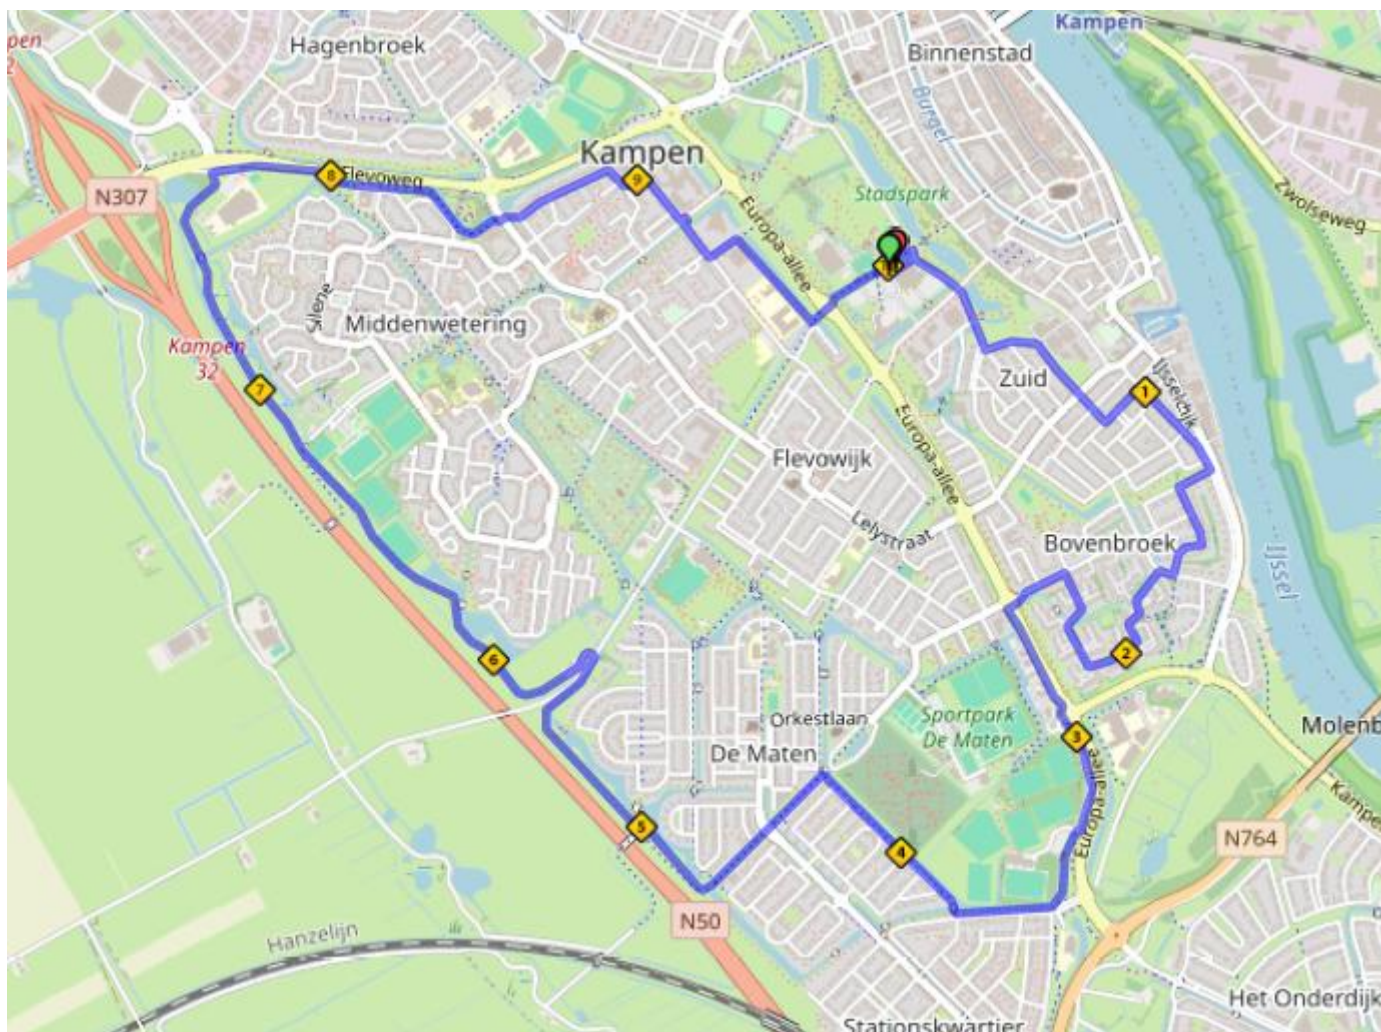 Kampen
Hagenbroek
Binnenstad
pen
2
Burgel
Kampen
Zwolseweg
N307
8
Flevoweg
9
Stadspark
Europa-allee
Silene
Middenwetering
Kampen
32
7
Zuid
1
IJsseldijk
Europa-allee
Flevowijk
Lelystraat
Bovenbroek
IJssel
6
2
Orkestlaan
Sportpark
De Maten
De Maten
3
Europa-allee
Molenb
Kampe
5
4
N764
N50
Hanzelijn
Het Onderdijk
Stationskwartier